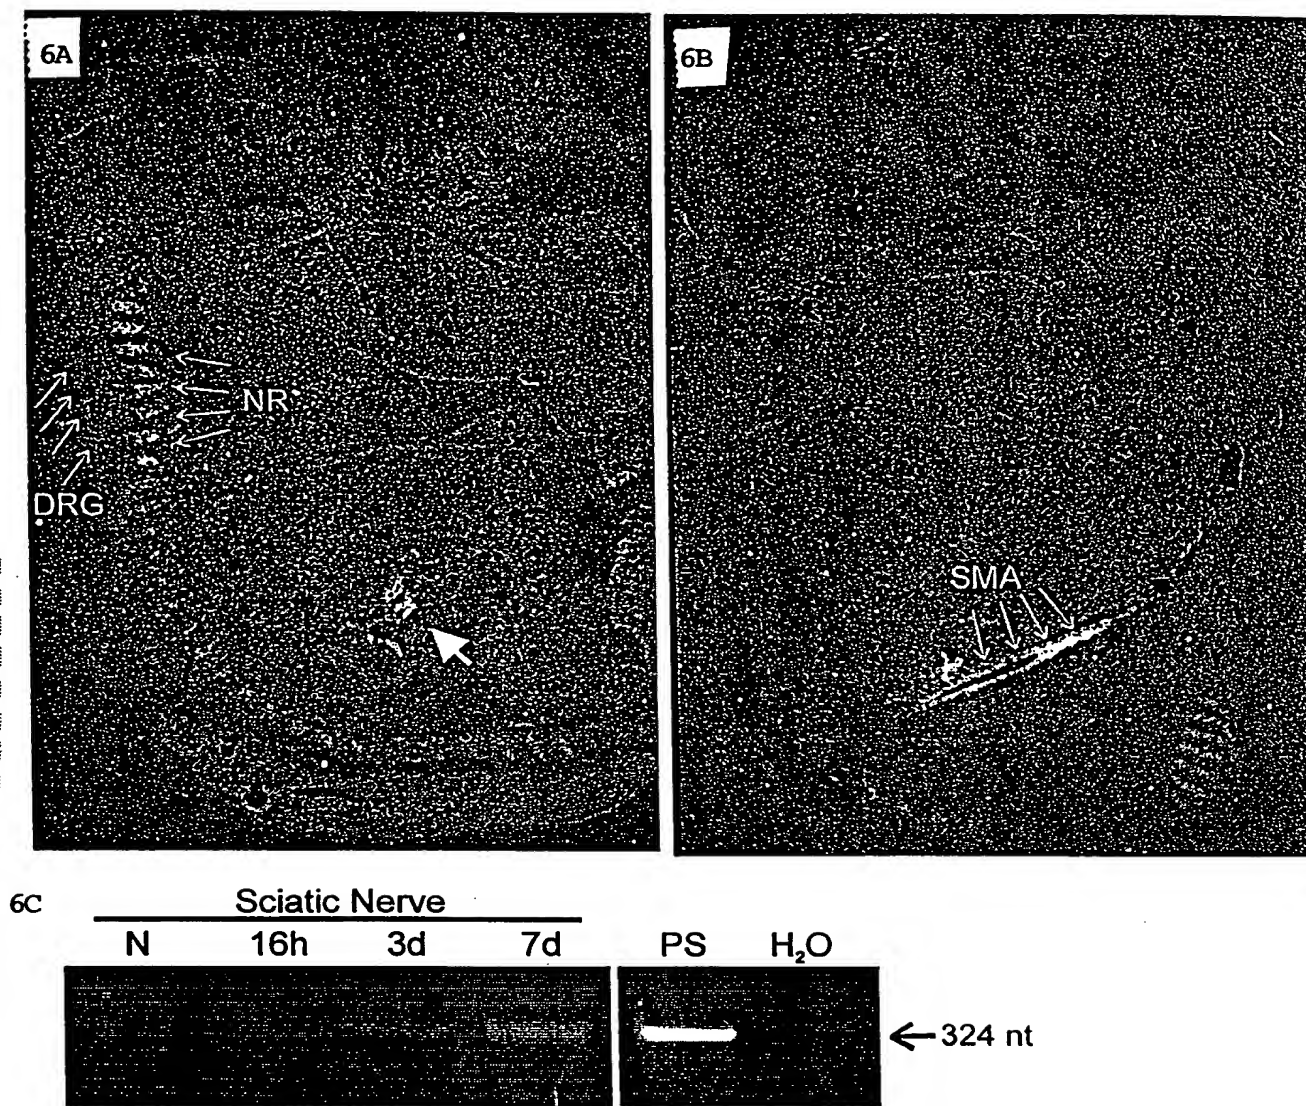 6A
6B
NR
DRG
SMA
6C
Sciatic Nerve
N 16h 3d 7d PS H₂O
324 nt